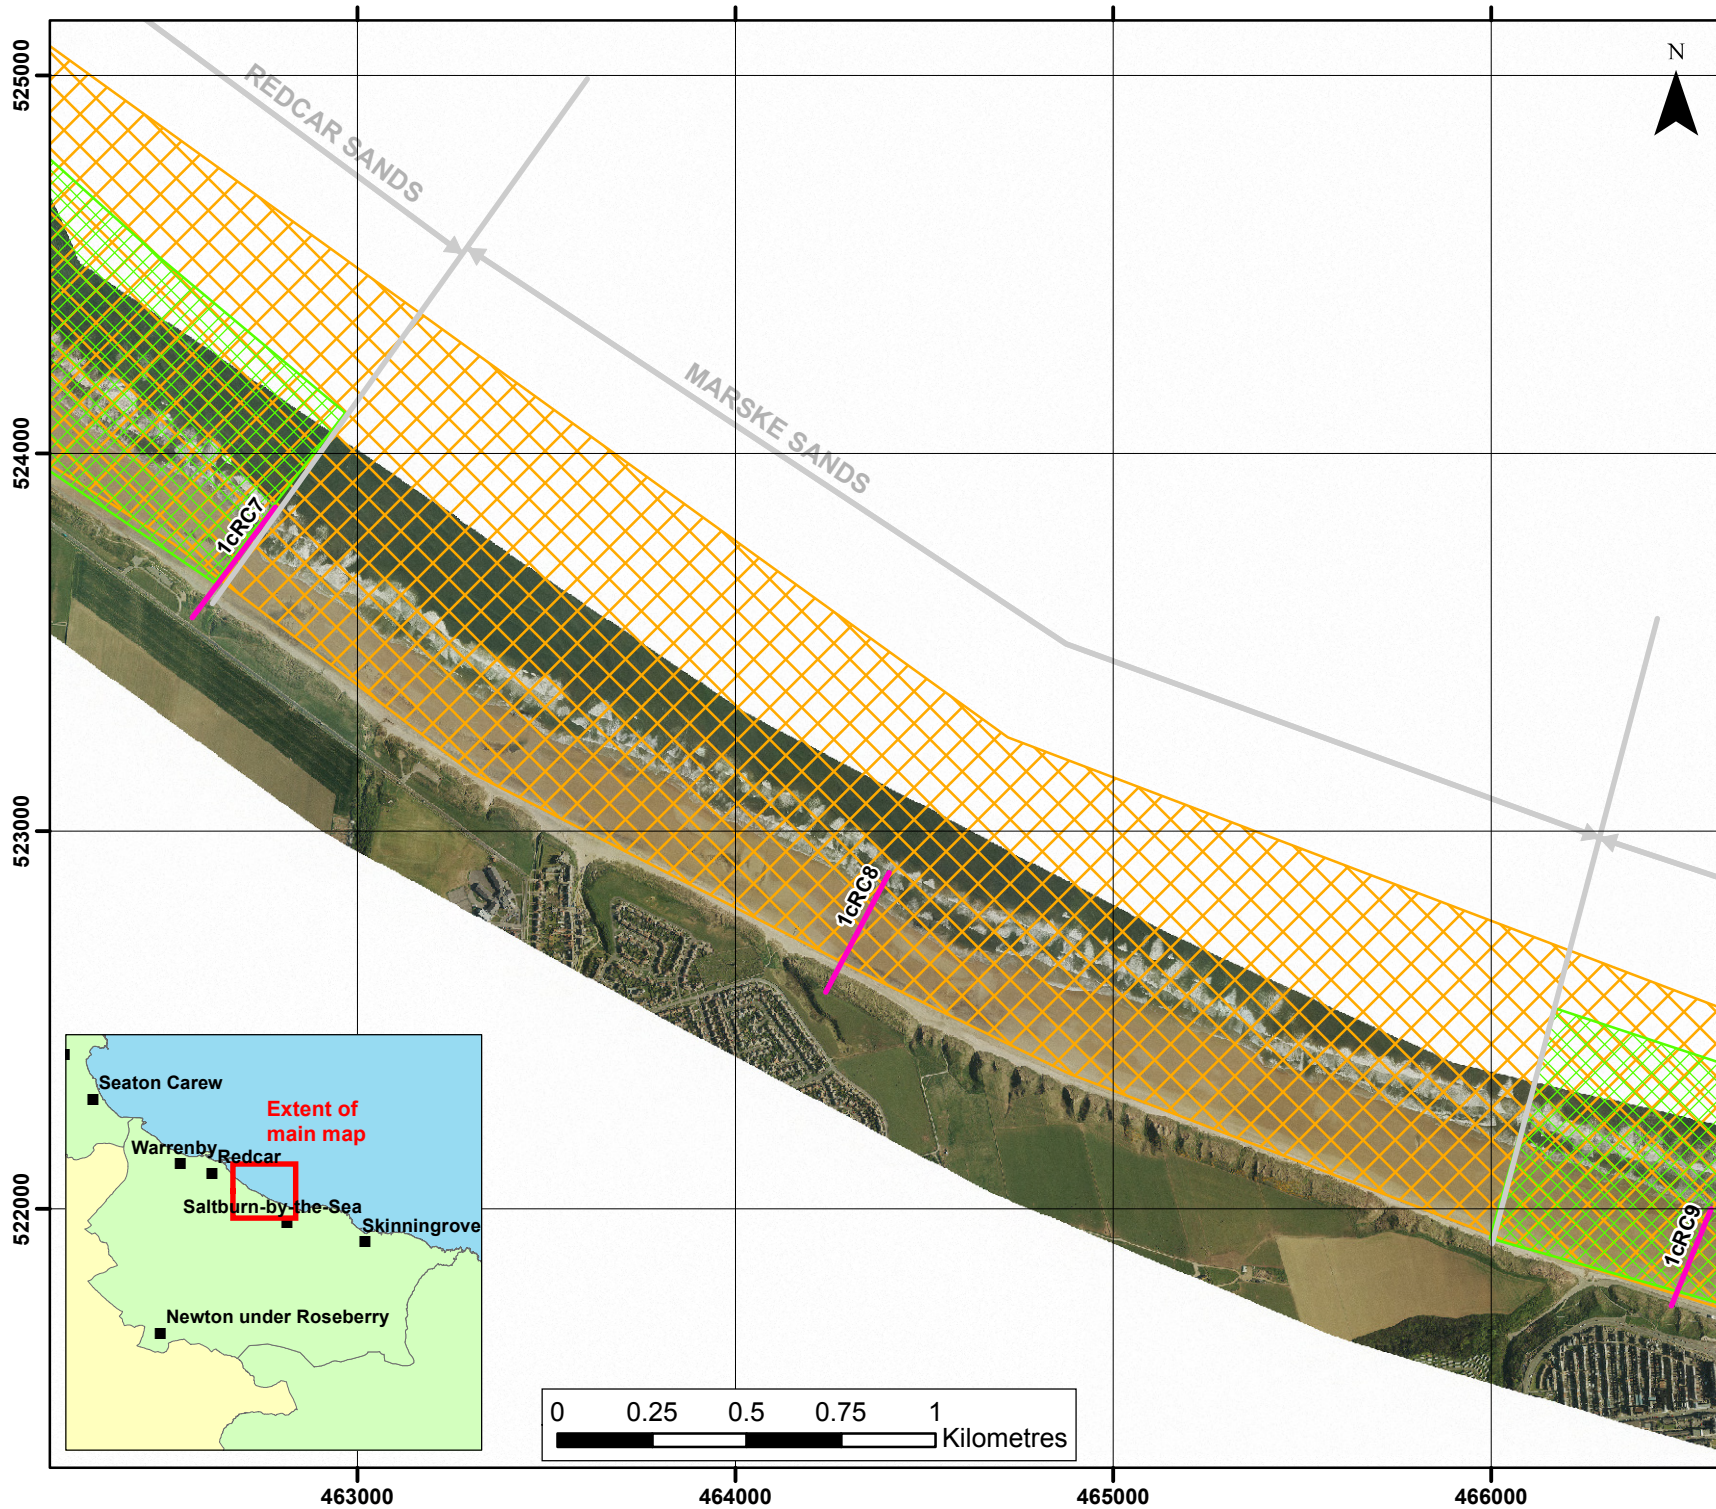 N
525000
524000
523000
522000
REDCAR SANDS
MARSKE SANDS
1cRC7
1cRC8
1cRC9
Seaton Carew
Extent of
main map
Warrenby
Redcar
Saltburn-by-the-Sea
Skinningrove
Newton under Roseberry
0 0.25 0.5 0.75 1
Kilometres
463000 464000 465000 466000